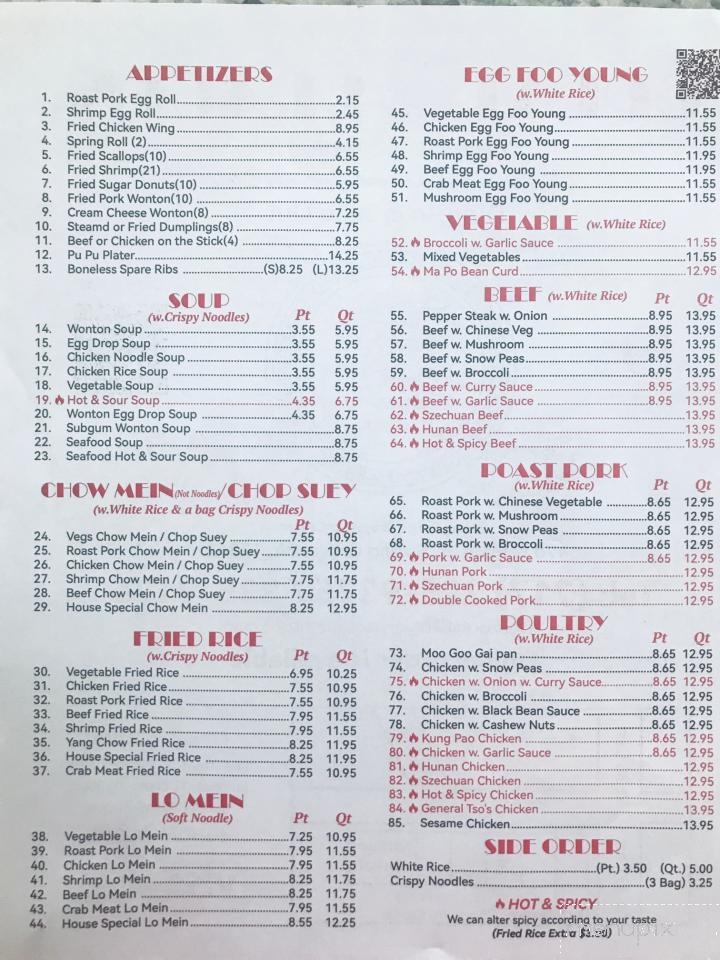 APPETIZERS
1. Roast Pork Egg Roll 2.15
2. Shrimp Egg Roll 2.45
3. Fried Chicken Wing 8.95
4. Spring Roll (2) 4.15
5. Fried Scallops(10) 6.55
6. Fried Shrimp(21) 6.55
7. Fried Sugar Donuts(10) 5.95
8. Fried Pork Wonton(10) 6.55
9. Cream Cheese Wonton(8) 7.25
10. Steamd or Fried Dumplings(8) 7.75
11. Beef or Chicken on the Stick(4) 8.25
12. Pu Pu Plater 14.25
13. Boneless Spare Ribs (S)8.25 (L)13.25
SOUP
(w.Crispy Noodles) Pt Qt
14. Wonton Soup 3.55 5.95
15. Egg Drop Soup 3.55 5.95
16. Chicken Noodle Soup 3.55 5.95
17. Chicken Rice Soup 3.55 5.95
18. Vegetable Soup 3.55 5.95
19. Hot & Sour Soup 4.35 6.75
20. Wonton Egg Drop Soup 4.35 6.75
21. Subgum Wonton Soup 8.75
22. Seafood Soup 8.75
23. Seafood Hot & Sour Soup 8.75
CHOW MEIN (Not Noodles)/CHOP SUEY
(w.White Rice & a bag Crispy Noodles)
Pt Qt
24. Vegs Chow Mein / Chop Suey 7.55 10.95
25. Roast Pork Chow Mein / Chop Suey 7.55 10.95
26. Chicken Chow Mein / Chop Suey 7.55 10.95
27. Shrimp Chow Mein / Chop Suey 7.75 11.75
28. Beef Chow Mein / Chop Suey 7.75 11.75
29. House Special Chow Mein 8.25 12.95
FRIED RICE
(w.Crispy Noodles) Pt Qt
30. Vegetable Fried Rice 6.95 10.25
31. Chicken Fried Rice 7.55 10.95
32. Roast Pork Fried Rice 7.55 10.95
33. Beef Fried Rice 7.95 11.55
34. Shrimp Fried Rice 7.95 11.55
35. Yang Chow Fried Rice 8.25 11.95
36. House Special Fried Rice 8.25 11.95
37. Crab Meat Fried Rice 7.55 10.95
LO MEIN
(Soft Noodle) Pt Qt
38. Vegetable Lo Mein 7.25 10.95
39. Roast Pork Lo Mein 7.95 11.55
40. Chicken Lo Mein 7.95 11.55
41. Shrimp Lo Mein 8.25 11.75
42. Beef Lo Mein 8.25 11.75
43. Crab Meat Lo Mein 7.95 11.55
44. House Special Lo Mein 8.55 12.25
EGG FOO YOUNG
(w.White Rice)
45. Vegetable Egg Foo Young 11.55
46. Chicken Egg Foo Young 11.55
47. Roast Pork Egg Foo Young 11.55
48. Shrimp Egg Foo Young 11.95
49. Beef Egg Foo Young 11.95
50. Crab Meat Egg Foo Young 11.55
51. Mushroom Egg Foo Young 11.55
VEGEIABLE (w.White Rice)
52. Broccoli w. Garlic Sauce 11.55
53. Mixed Vegetables 11.55
54. Ma Po Bean Curd 12.95
BEEF (w.White Rice) Pt Qt
55. Pepper Steak w. Onion 8.95 13.95
56. Beef w. Chinese Veg 8.95 13.95
57. Beef w. Mushroom 8.95 13.95
58. Beef w. Snow Peas 8.95 13.95
59. Beef w. Broccoli 8.95 13.95
60. Beef w. Curry Sauce 8.95 13.95
61. Beef w. Garlic Sauce 8.95 13.95
62. Szechuan Beef 13.95
63. Hunan Beef 13.95
64. Hot & Spicy Beef 13.95
POAST PORK
(w.White Rice) Pt Qt
65. Roast Pork w. Chinese Vegetable 8.65 12.95
66. Roast Pork w. Mushroom 8.65 12.95
67. Roast Pork w. Snow Peas 8.65 12.95
68. Roast Pork w. Broccoli 8.65 12.95
69. Pork w. Garlic Sauce 8.65 12.95
70. Hunan Pork 12.95
71. Szechuan Pork 12.95
72. Double Cooked Pork 12.95
POULTRY
(w.White Rice) Pt Qt
73. Moo Goo Gai pan 8.65 12.95
74. Chicken w. Snow Peas 8.65 12.95
75. Chicken w. Onion w. Curry Sauce 8.65 12.95
76. Chicken w. Broccoli 8.65 12.95
77. Chicken w. Black Bean Sauce 8.65 12.95
78. Chicken w. Cashew Nuts 8.65 12.95
79. Kung Pao Chicken 8.65 12.95
80. Chicken w. Garlic Sauce 8.65 12.95
81. Hunan Chicken 12.95
82. Szechuan Chicken 12.95
83. Hot & Spicy Chicken 12.95
84. General Tso's Chicken 13.95
85. Sesame Chicken 13.95
SIDE ORDER
White Rice (Pt.) 3.50 (Qt.) 5.00
Crispy Noodles (3 Bag) 3.25
HOT & SPICY
We can alter spicy according to your taste
(Fried Rice Extra